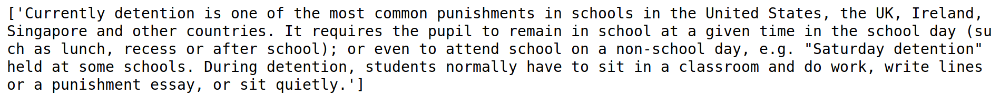 ['Currently detention is one of the most common punishments in schools in the United States, the UK, Ireland,
Singapore and other countries. It requires the pupil to remain in school at a given time in the school day (su
ch as lunch, recess or after school); or even to attend school on a non-school day, e.g. "Saturday detention"
held at some schools. During detention, students normally have to sit in a classroom and do work, write lines
or a punishment essay, or sit quietly.']